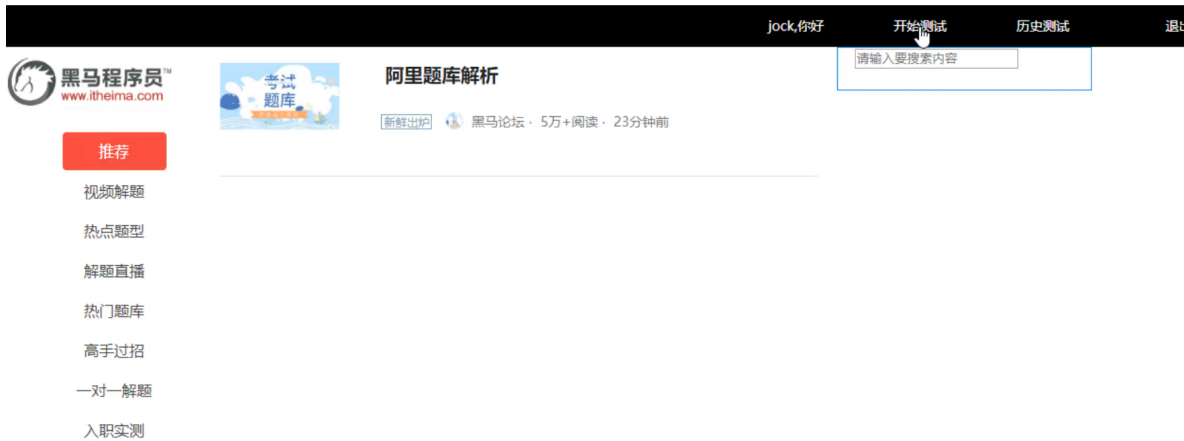 jock,你好
开始测试
历史测试
黑马程序员™
www.itheima.com
推荐
视频解题
热点题型
解题直播
热门题库
高手过招
一对一解题
入职实测
考试
题库
阿里题库解析
新鲜出炉
黑马论坛 · 5万+阅读 · 23分钟前
请输入要搜索内容